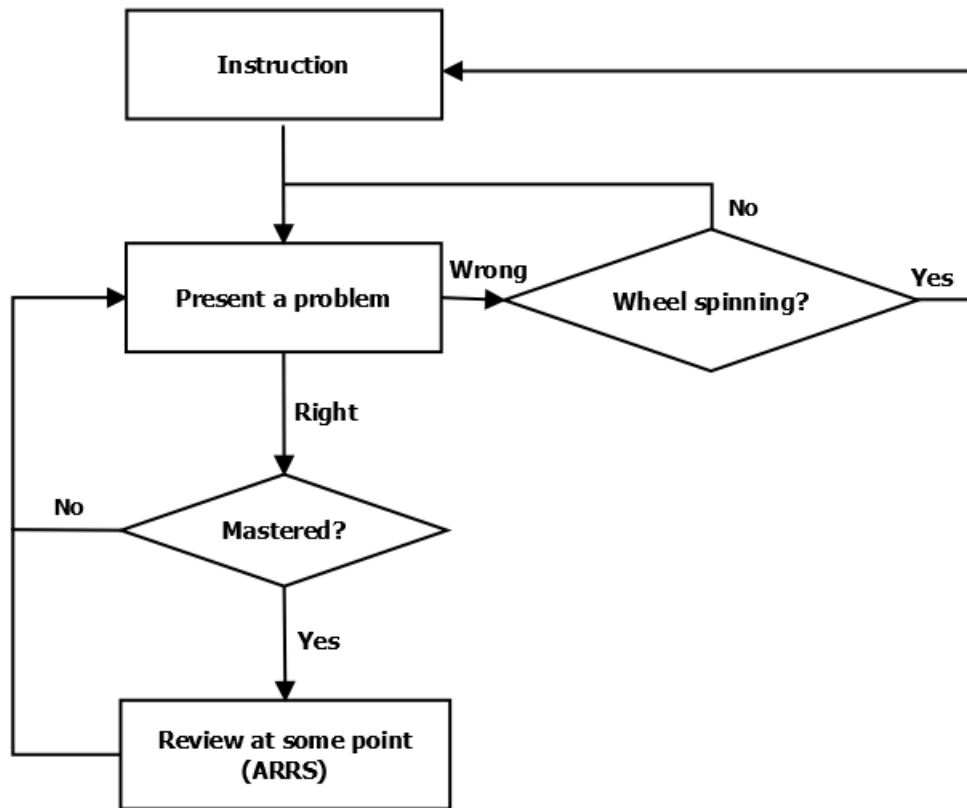 Instruction
No
Wrong
Yes
Present a problem
Wheel spinning?
Right
No
Mastered?
Yes
Review at some point
(ARRS)